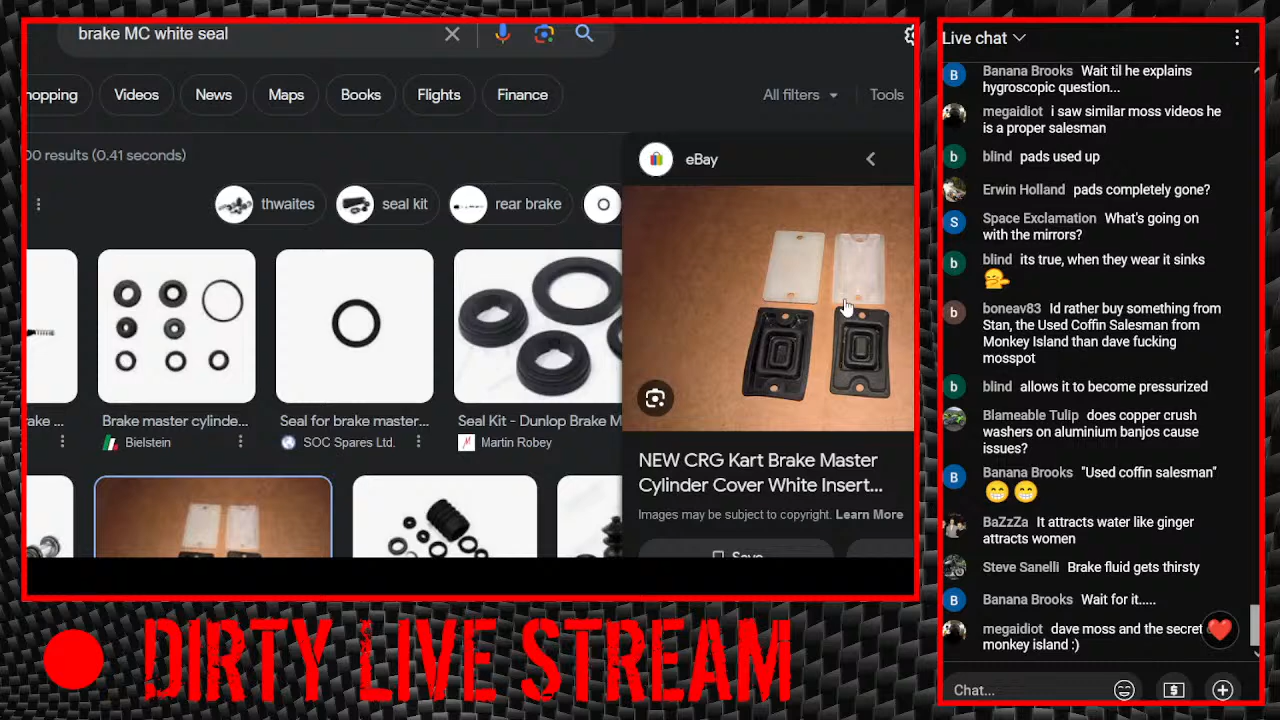 brake MC white seal
hopping
Videos
News
Maps
Books
Flights
Finance
All filters
Tools
00 results (0.41 seconds)
thwaites
seal kit
rear brake
eBay
ake ...
Brake master cylinde...
Bielstein
Seal for brake master...
SOC Spares Ltd.
Seal Kit - Dunlop Brake M
Martin Robey
NEW CRG Kart Brake Master
Cylinder Cover White Insert...
Images may be subject to copyright. Learn More
Save
DIRTY LIVE STREAM
Live chat
Banana Brooks Wait til he explains
hygroscopic question...
megaidiot i saw similar moss videos he
is a proper salesman
blind pads used up
Erwin Holland pads completely gone?
Space Exclamation What's going on
with the mirrors?
blind its true, when they wear it sinks
boneav83 Id rather buy something from
Stan, the Used Coffin Salesman from
Monkey Island than dave fucking
mosspot
blind allows it to become pressurized
Blameable Tulip does copper crush
washers on aluminium banjos cause
issues?
Banana Brooks "Used coffin salesman"
BaZzZa It attracts water like ginger
attracts women
Steve Sanelli Brake fluid gets thirsty
Banana Brooks Wait for it.....
megaidiot dave moss and the secret
monkey island :)
Chat...